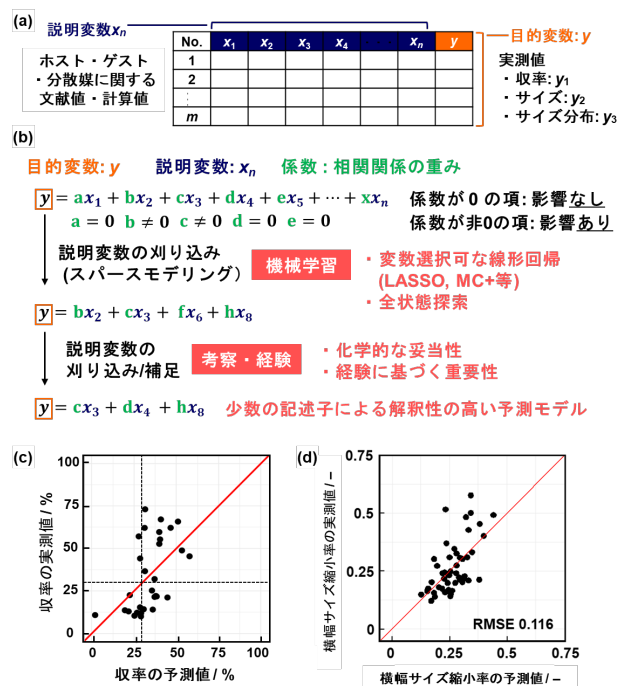 (a)
説明変数xn
目的変数: y
ホスト・ゲスト
・分散媒に関する
文献値・計算値
No. x1 x2 x3 x4 xn y
1
2
⋮
m
実測値
・収率: y1
・サイズ: y2
・サイズ分布: y3
(b)
目的変数: y 説明変数: xn 係数 : 相関関係の重み
y = ax1 + bx2 + cx3 + dx4 + ex5 + ⋯ + xxn 係数が 0 の項: 影響なし
a = 0 b ≠ 0 c ≠ 0 d = 0 e = 0 係数が非0の項: 影響あり
説明変数の刈り込み
(スパースモデリング)
機械学習
・変数選択可な線形回帰
(LASSO, MC+等)
・全状態探索
y = bx2 + cx3 + fx6 + hx8
説明変数の
刈り込み/補足
考察・経験
・化学的な妥当性
・経験に基づく重要性
y = cx3 + dx4 + hx8 少数の記述子による解釈性の高い予測モデル
(c)
収率の実測値 / %
100
75
50
25
0
0 25 50 75 100
収率の予測値 / %
(d)
横幅サイズ縮小率の実測値 / –
0.75
0.5
0.25
0
RMSE 0.116
0 0.25 0.5 0.75
横幅サイズ縮小率の予測値 / –